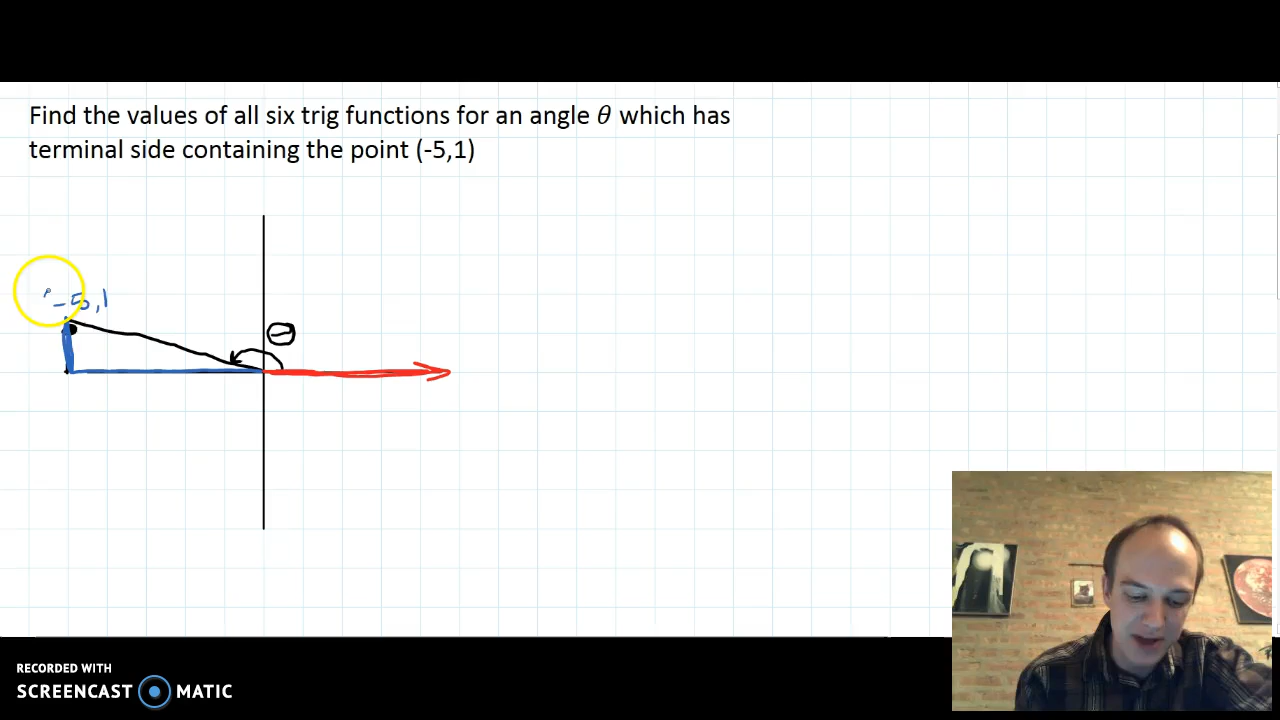 Find the values of all six trig functions for an angle θ which has
terminal side containing the point (-5,1)
-5,1
θ
RECORDED WITH
SCREENCAST MATIC